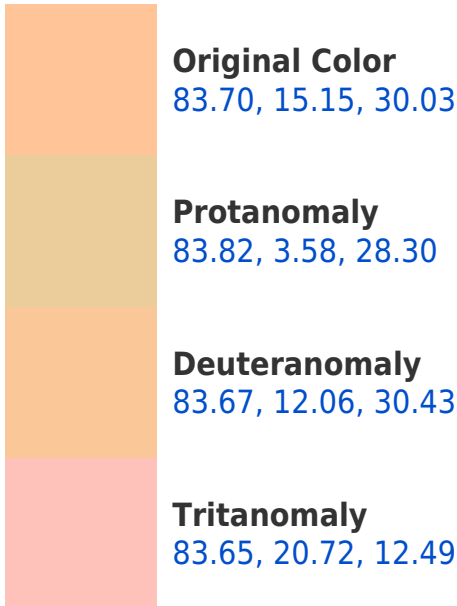 Original Color
83.70, 15.15, 30.03
Protanomaly
83.82, 3.58, 28.30
Deuteranomaly
83.67, 12.06, 30.43
Tritanomaly
83.65, 20.72, 12.49